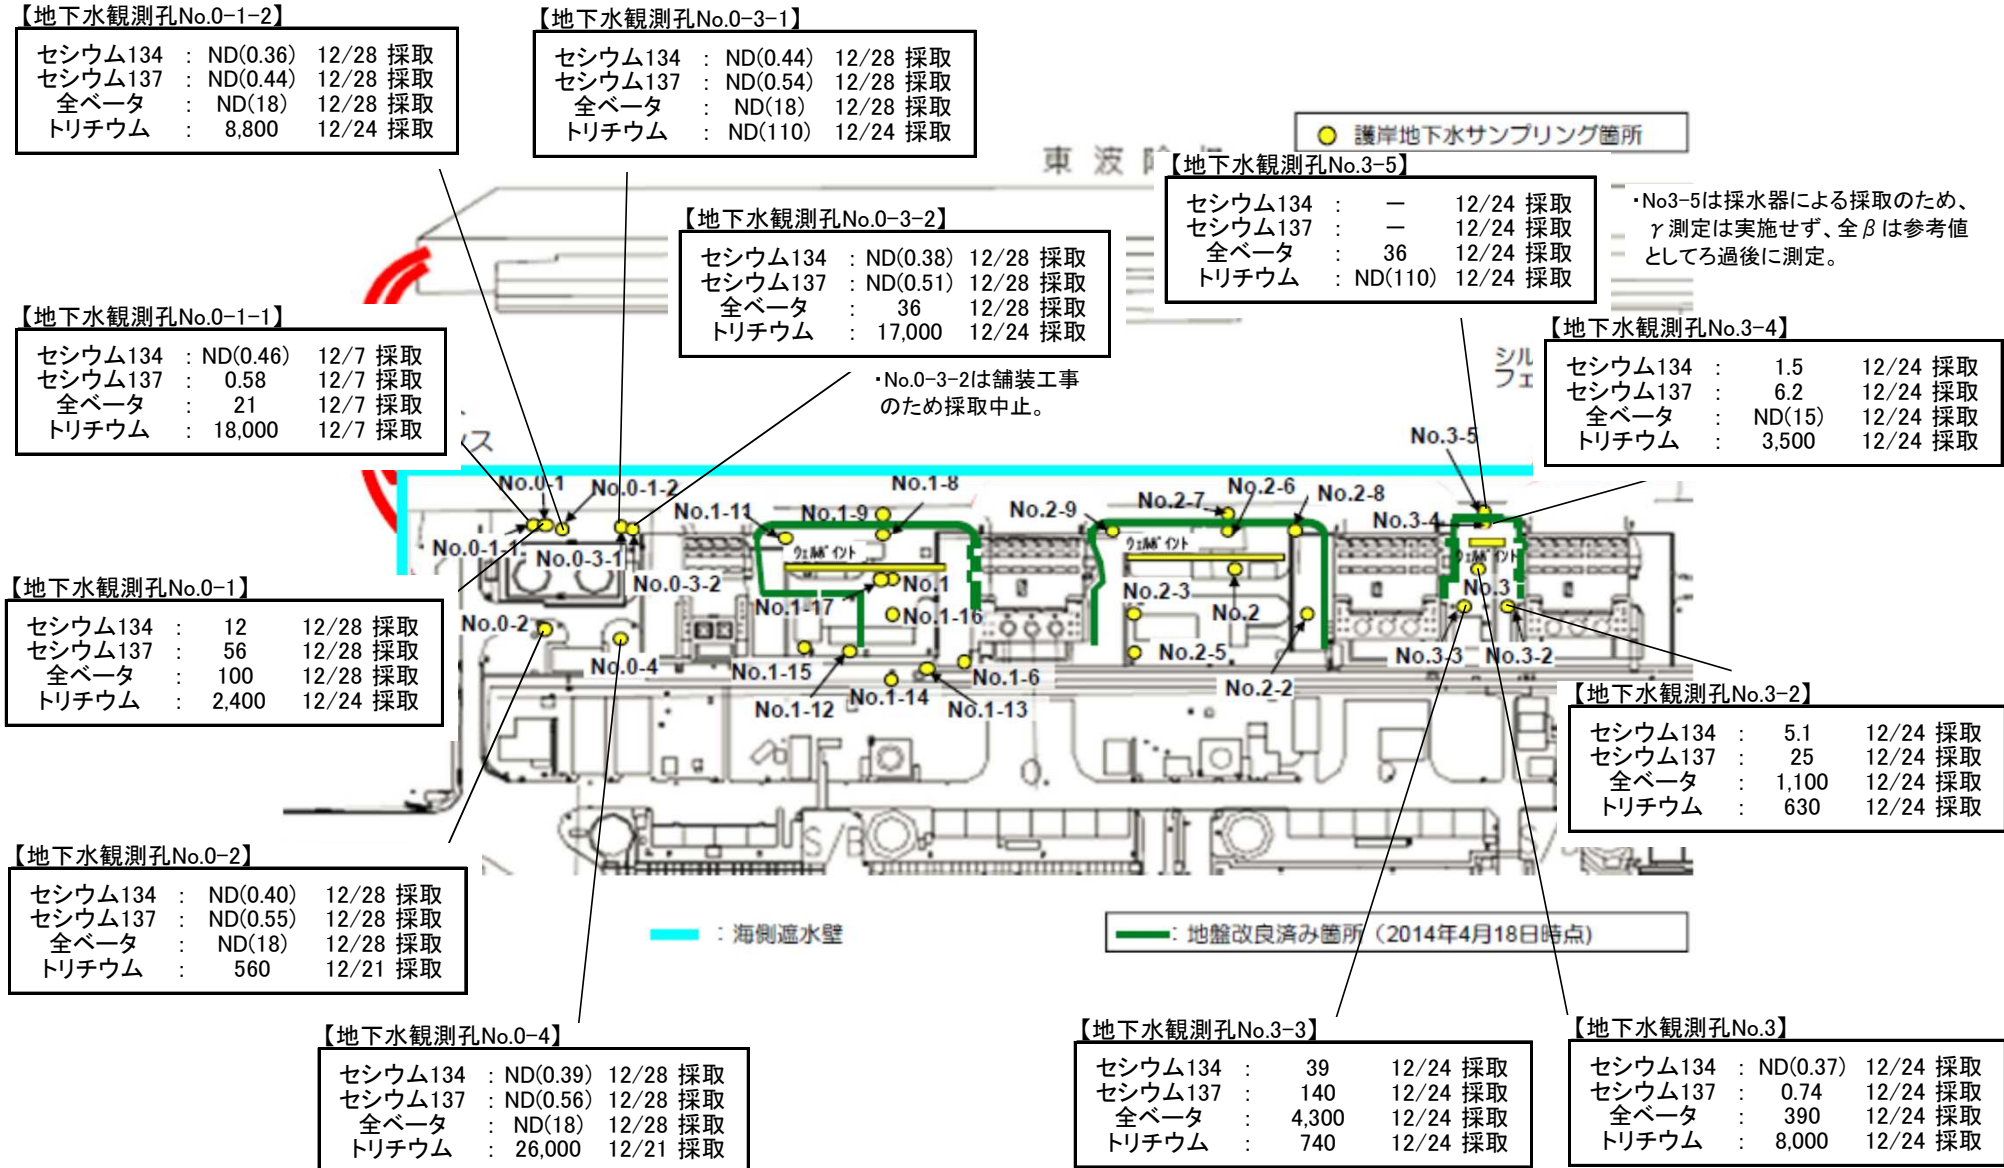 【地下水観測孔No.0-1-2】
セシウム134 : ND(0.36) 12/28 採取
セシウム137 : ND(0.44) 12/28 採取
全ベータ : ND(18) 12/28 採取
トリチウム : 8,800 12/24 採取
【地下水観測孔No.0-3-1】
セシウム134 : ND(0.44) 12/28 採取
セシウム137 : ND(0.54) 12/28 採取
全ベータ : ND(18) 12/28 採取
トリチウム : ND(110) 12/24 採取
護岸地下水サンプリング箇所
東 波
【地下水観測孔No.3-5】
セシウム134 : － 12/24 採取
セシウム137 : － 12/24 採取
全ベータ : 36 12/24 採取
トリチウム : ND(110) 12/24 採取
・No3-5は採水器による採取のため、
γ測定は実施せず、全βは参考値
としてろ過後に測定。
【地下水観測孔No.0-3-2】
セシウム134 : ND(0.38) 12/28 採取
セシウム137 : ND(0.51) 12/28 採取
全ベータ : 36 12/28 採取
トリチウム : 17,000 12/24 採取
・No.0-3-2は舗装工事
のため採取中止。
【地下水観測孔No.0-1-1】
セシウム134 : ND(0.46) 12/7 採取
セシウム137 : 0.58 12/7 採取
全ベータ : 21 12/7 採取
トリチウム : 18,000 12/7 採取
【地下水観測孔No.3-4】
セシウム134 : 1.5 12/24 採取
セシウム137 : 6.2 12/24 採取
全ベータ : ND(15) 12/24 採取
トリチウム : 3,500 12/24 採取
シル
フェ
ス
No.3-5
No.0-1
No.0-1-2
No.1-11
No.1-9
No.1-8
No.2-9
No.2-7
No.2-6
No.2-8
No.3-4
No.0-1-1
No.0-3-1
No.0-3-2
ウェルポイント
ウェルポイント
ウェルポイント
No.1-17
No.1
No.1-16
No.2-3
No.2
No.3
No.0-2
No.0-4
No.1-15
No.1-12
No.1-14
No.1-13
No.1-6
No.2-5
No.2-2
No.3-3
No.3-2
S/B
【地下水観測孔No.0-1】
セシウム134 : 12 12/28 採取
セシウム137 : 56 12/28 採取
全ベータ : 100 12/28 採取
トリチウム : 2,400 12/24 採取
【地下水観測孔No.3-2】
セシウム134 : 5.1 12/24 採取
セシウム137 : 25 12/24 採取
全ベータ : 1,100 12/24 採取
トリチウム : 630 12/24 採取
【地下水観測孔No.0-2】
セシウム134 : ND(0.40) 12/28 採取
セシウム137 : ND(0.55) 12/28 採取
全ベータ : ND(18) 12/28 採取
トリチウム : 560 12/21 採取
：海側遮水壁
：地盤改良済み箇所（2014年4月18日時点）
【地下水観測孔No.0-4】
セシウム134 : ND(0.39) 12/28 採取
セシウム137 : ND(0.56) 12/28 採取
全ベータ : ND(18) 12/28 採取
トリチウム : 26,000 12/21 採取
【地下水観測孔No.3-3】
セシウム134 : 39 12/24 採取
セシウム137 : 140 12/24 採取
全ベータ : 4,300 12/24 採取
トリチウム : 740 12/24 採取
【地下水観測孔No.3】
セシウム134 : ND(0.37) 12/24 採取
セシウム137 : 0.74 12/24 採取
全ベータ : 390 12/24 採取
トリチウム : 8,000 12/24 採取